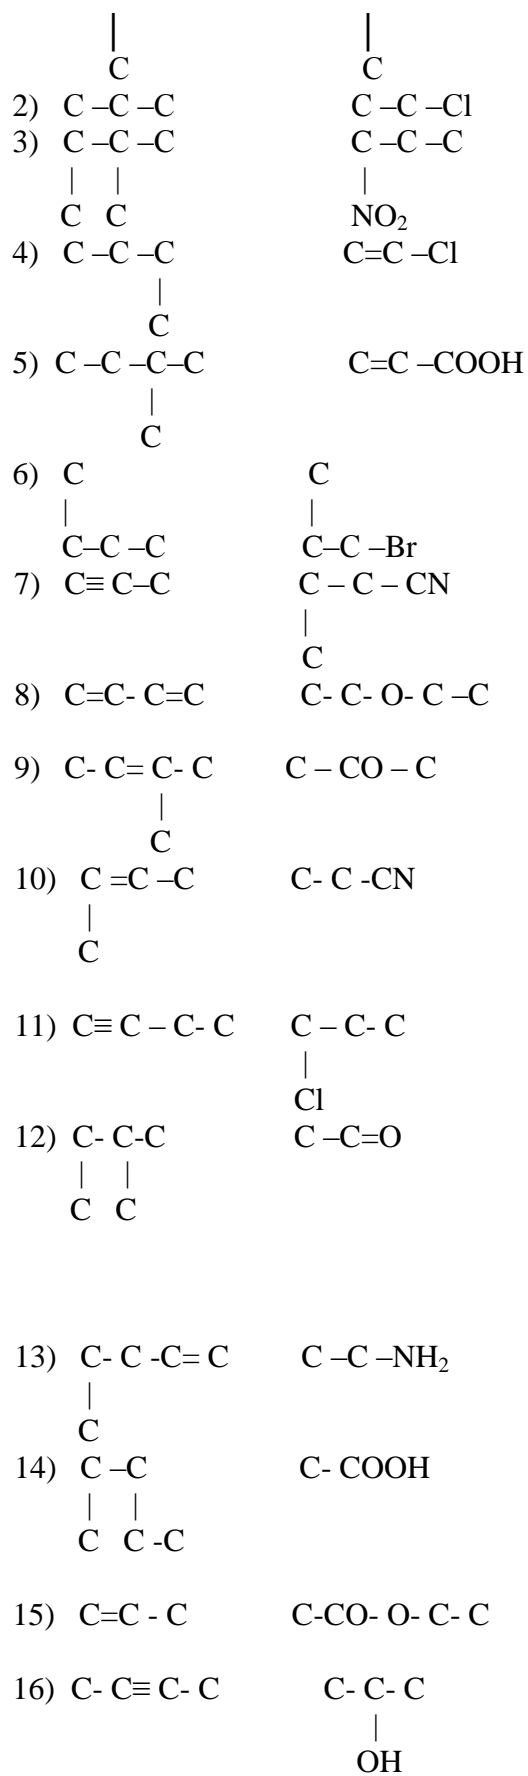 |                    |
C                    C
2) C –C –C                    C –C –Cl
3) C –C –C                    C –C –C
|   |                    |
C  C                    NO₂
4) C –C –C                    C=C –Cl
|
C
5) C –C –C–C                    C=C –COOH
|
C
6) C                    C
|                    |
C–C –C                    C–C –Br
7) C≡ C–C                    C – C – CN
|
C
8) C=C- C=C                    C- C- O- C –C
9) C- C= C- C                    C – CO – C
|
C
10) C =C –C                    C- C -CN
|
C
11) C≡ C – C- C                    C – C- C
|
Cl
12) C- C-C                    C –C=O
|   |
C  C
13) C- C -C= C                    C –C –NH₂
|
C
14) C –C                    C- COOH
|   |
C  C -C
15) C=C - C                    C-CO- O- C- C
16) C- C≡ C- C                    C- C- C
|
OH